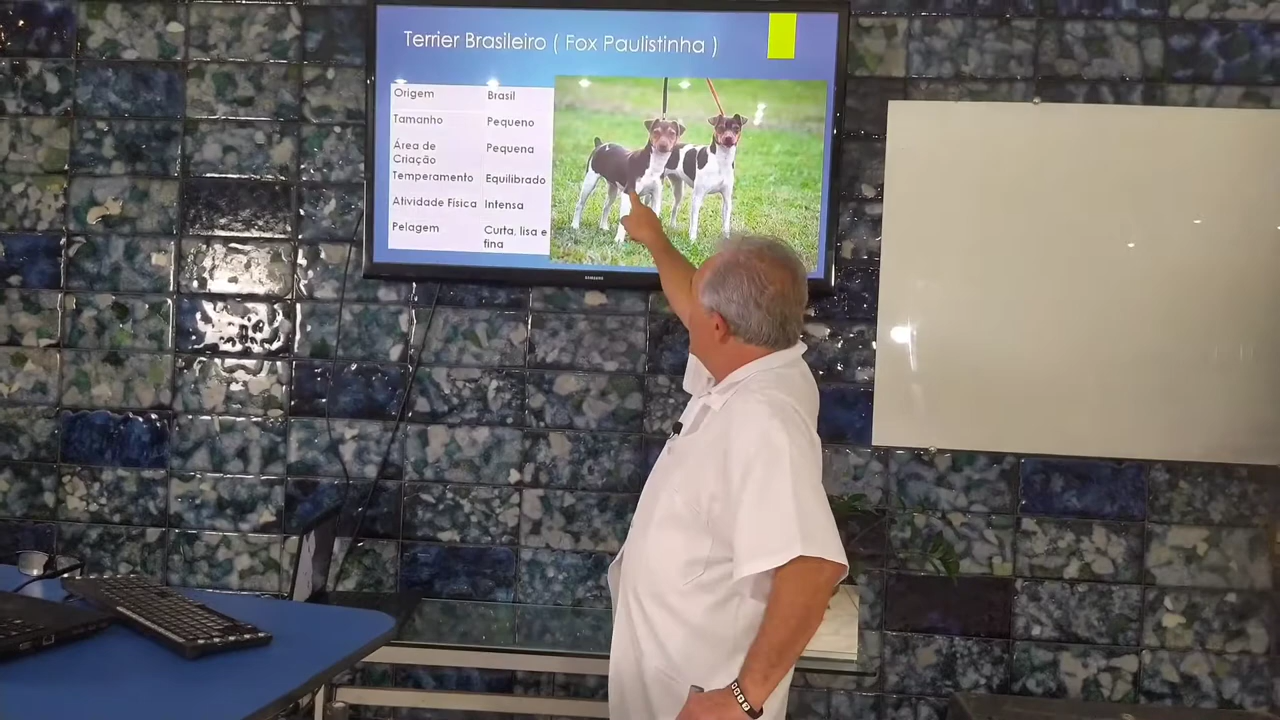 Terrier Brasileiro ( Fox Paulistinha )
Origem Brasil
Tamanho Pequeno
Área de Criação Pequena
Temperamento Equilibrado
Atividade Física Intensa
Pelagem Curta, lisa e fina
SAMSUNG